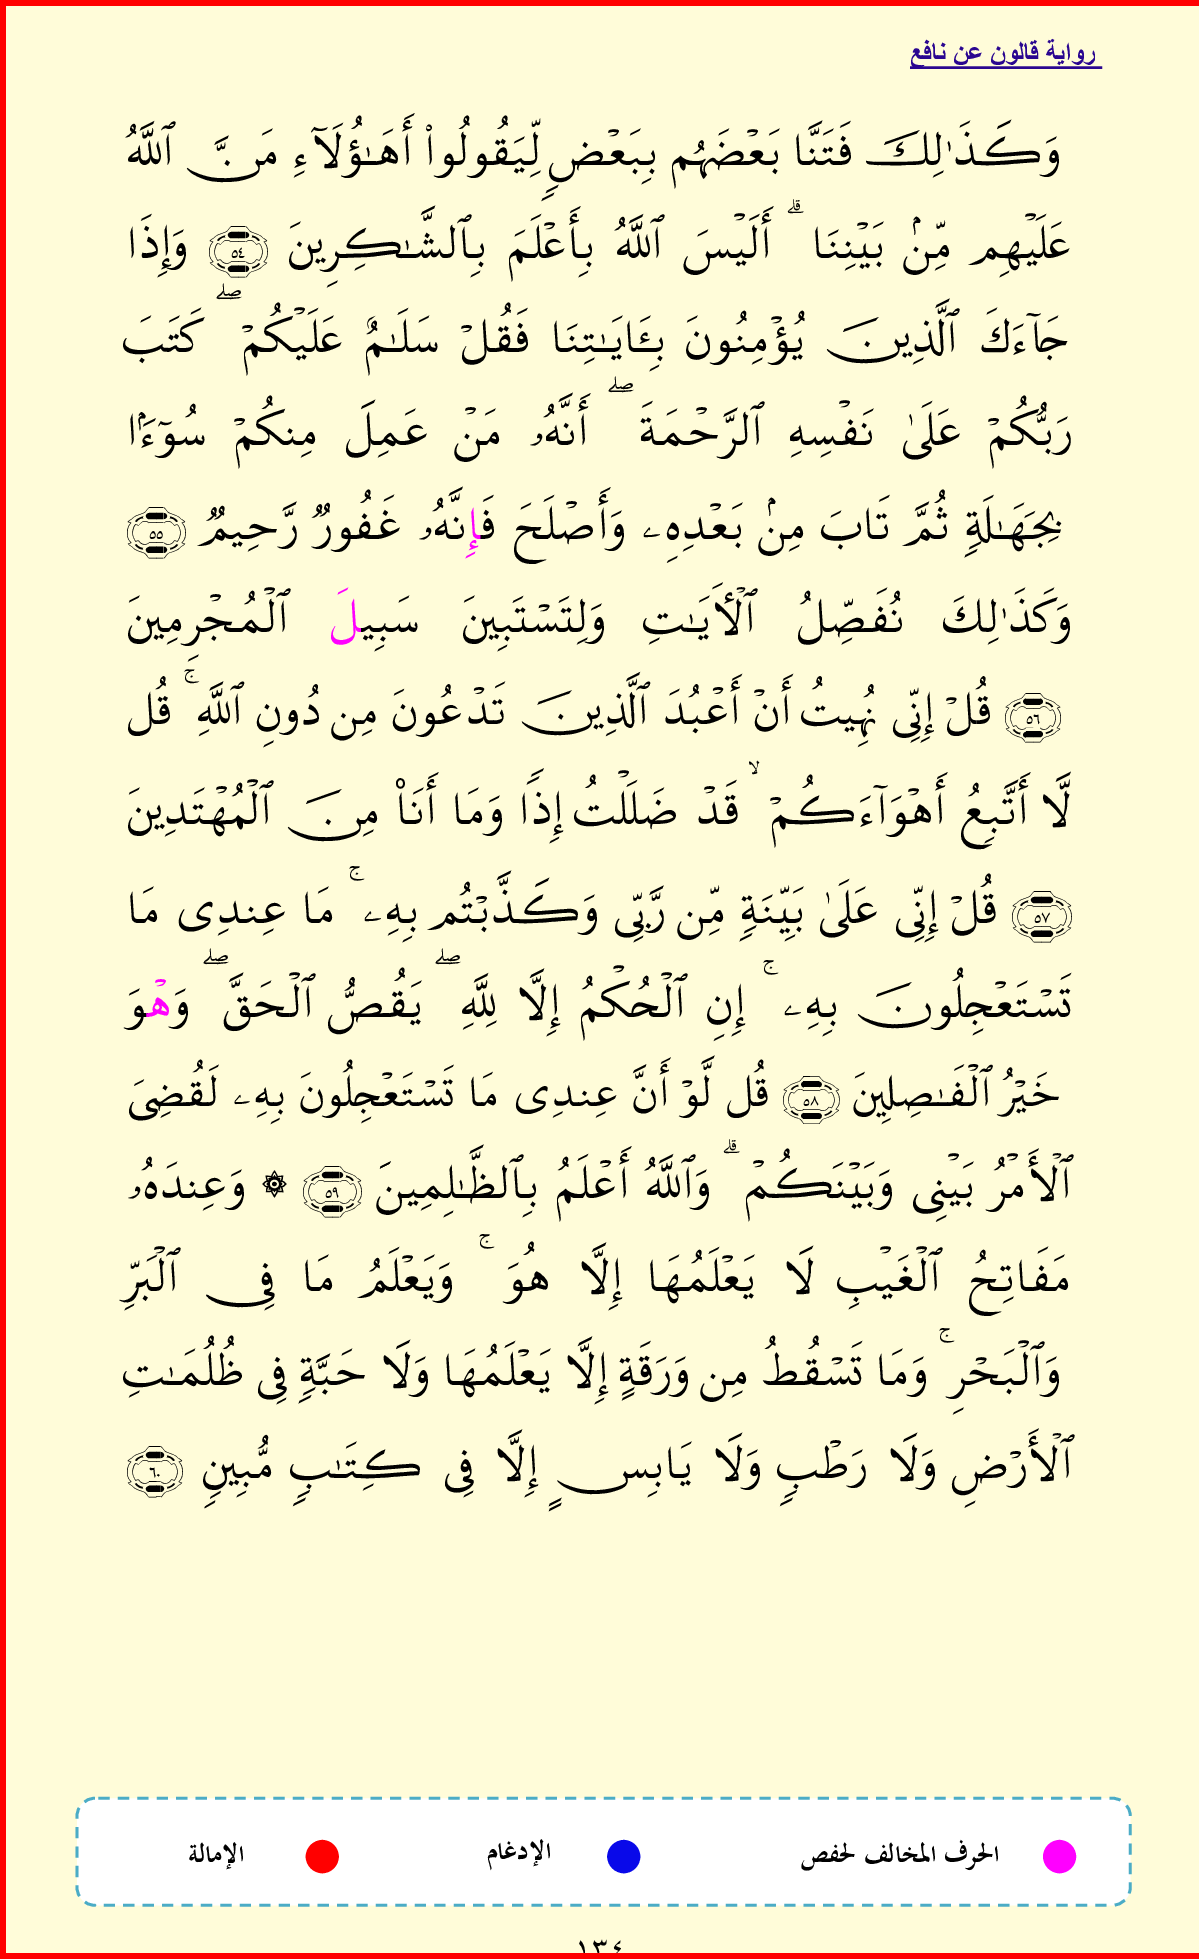 رواية قالون عن نافع
وَكَذَٰلِكَ فَتَنَّا بَعْضَهُم بِبَعْضٖ لِّيَقُولُوا۟ أَهَـٰٓؤُلَآءِ مَنَّ ٱللَّهُ
عَلَيْهِم مِّنۢ بَيْنِنَا ۗ أَلَيْسَ ٱللَّهُ بِأَعْلَمَ بِٱلشَّـٰكِرِينَ ٥٤ وَإِذَا
جَآءَكَ ٱلَّذِينَ يُؤْمِنُونَ بِـَٔايَـٰتِنَا فَقُلْ سَلَـٰمٌ عَلَيْكُمْ ۖ كَتَبَ
رَبُّكُمْ عَلَىٰ نَفْسِهِ ٱلرَّحْمَةَ ۖ أَنَّهُۥ مَنْ عَمِلَ مِنكُمْ سُوٓءَۢا
بِجَهَـٰلَةٖ ثُمَّ تَابَ مِنۢ بَعْدِهِۦ وَأَصْلَحَ فَإِنَّهُۥ غَفُورٞ رَّحِيمٞ ٥٥
وَكَذَٰلِكَ نُفَصِّلُ ٱلْأَيَـٰتِ وَلِتَسْتَبِينَ سَبِيلَ ٱلْمُجْرِمِينَ
٥٦ قُلْ إِنِّى نُهِيتُ أَنْ أَعْبُدَ ٱلَّذِينَ تَدْعُونَ مِن دُونِ ٱللَّهِ ۚ قُل
لَّا أَتَّبِعُ أَهْوَآءَكُمْ ۙ قَدْ ضَلَلْتُ إِذٗا وَمَا أَنَا۠ مِنَ ٱلْمُهْتَدِينَ
٥٧ قُلْ إِنِّى عَلَىٰ بَيِّنَةٖ مِّن رَّبِّى وَكَذَّبْتُم بِهِۦ ۚ مَا عِندِى مَا
تَسْتَعْجِلُونَ بِهِۦ ۚ إِنِ ٱلْحُكْمُ إِلَّا لِلَّهِ ۖ يَقُصُّ ٱلْحَقَّ ۖ وَهْوَ
خَيْرُ ٱلْفَـٰصِلِينَ ٥٨ قُل لَّوْ أَنَّ عِندِى مَا تَسْتَعْجِلُونَ بِهِۦ لَقُضِىَ
ٱلْأَمْرُ بَيْنِى وَبَيْنَكُمْ ۗ وَٱللَّهُ أَعْلَمُ بِٱلظَّـٰلِمِينَ ٥٩ ۞ وَعِندَهُۥ
مَفَاتِحُ ٱلْغَيْبِ لَا يَعْلَمُهَا إِلَّا هُوَ ۚ وَيَعْلَمُ مَا فِى ٱلْبَرِّ
وَٱلْبَحْرِ ۚ وَمَا تَسْقُطُ مِن وَرَقَةٍ إِلَّا يَعْلَمُهَا وَلَا حَبَّةٖ فِى ظُلُمَـٰتِ
ٱلْأَرْضِ وَلَا رَطْبٖ وَلَا يَابِسٍ إِلَّا فِى كِتَـٰبٖ مُّبِينٖ ٦٠
الحرف المخالف لحفص الإدغام الإمالة
١٣٤